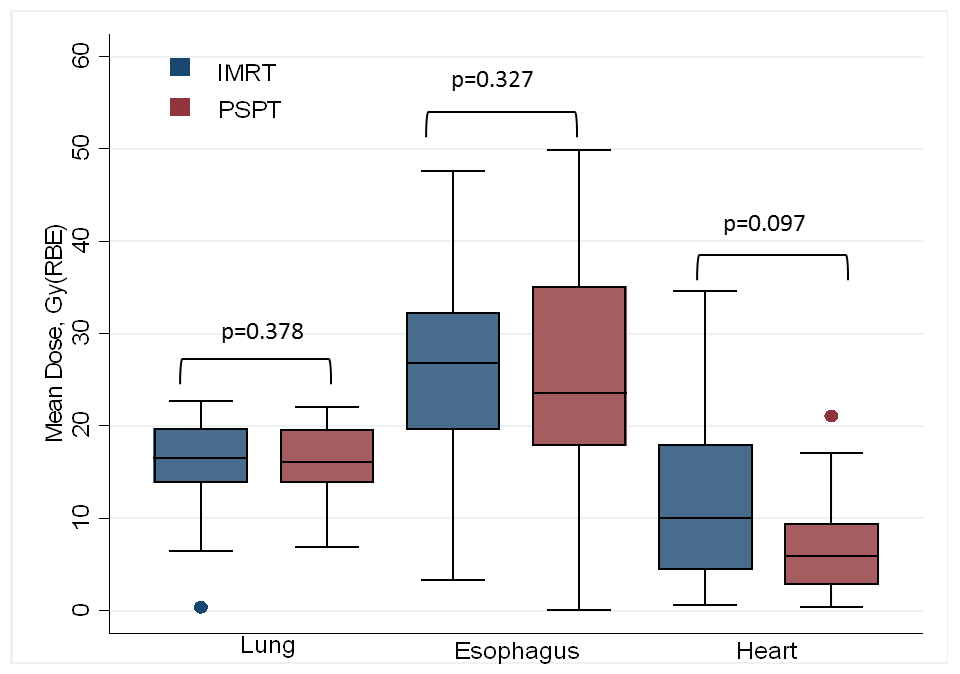 60
IMRT
p=0.327
PSPT
50
Mean Dose, Gy(RBE)
40
p=0.097
30
p=0.378
20
10
0
Lung
Esophagus
Heart